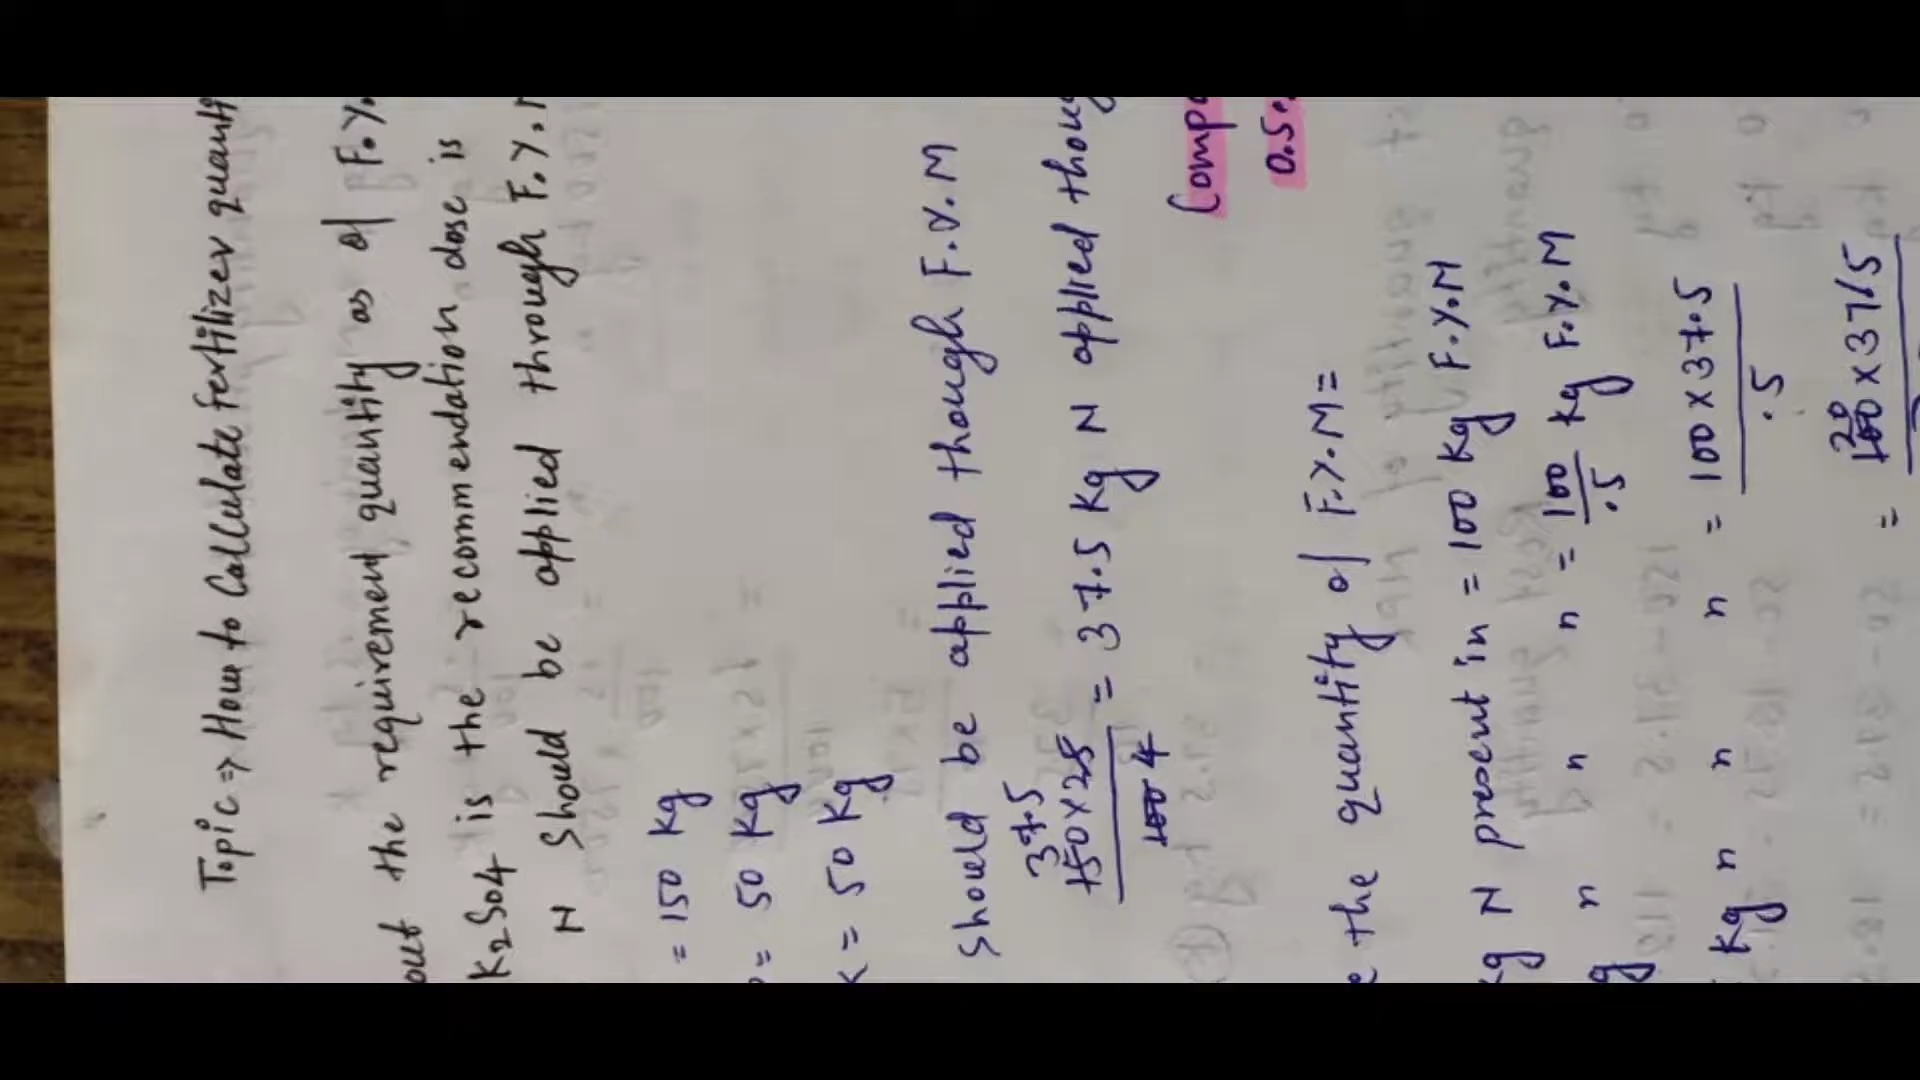 Topic => How to Callculate Fertilizer quanti
out the requirement quantity as of F.Y.
K2So4 is the recommendation dose is
N should be applied through F.Y.M
= 150 Kg
= 50 Kg
K = 50 Kg
should be applied though F.Y.M
37.5
150 x 25 / 100 4 = 37.5 Kg N applied thoug
Compo
0.5.
e the quantity of F.Y.M =
Kg N present in = 100 Kg F.Y.M
g n n n = 100/.5 Kg F.Y.M
Kg n n n = 100 x 37.5 / .5
20
= 100 x 37/5